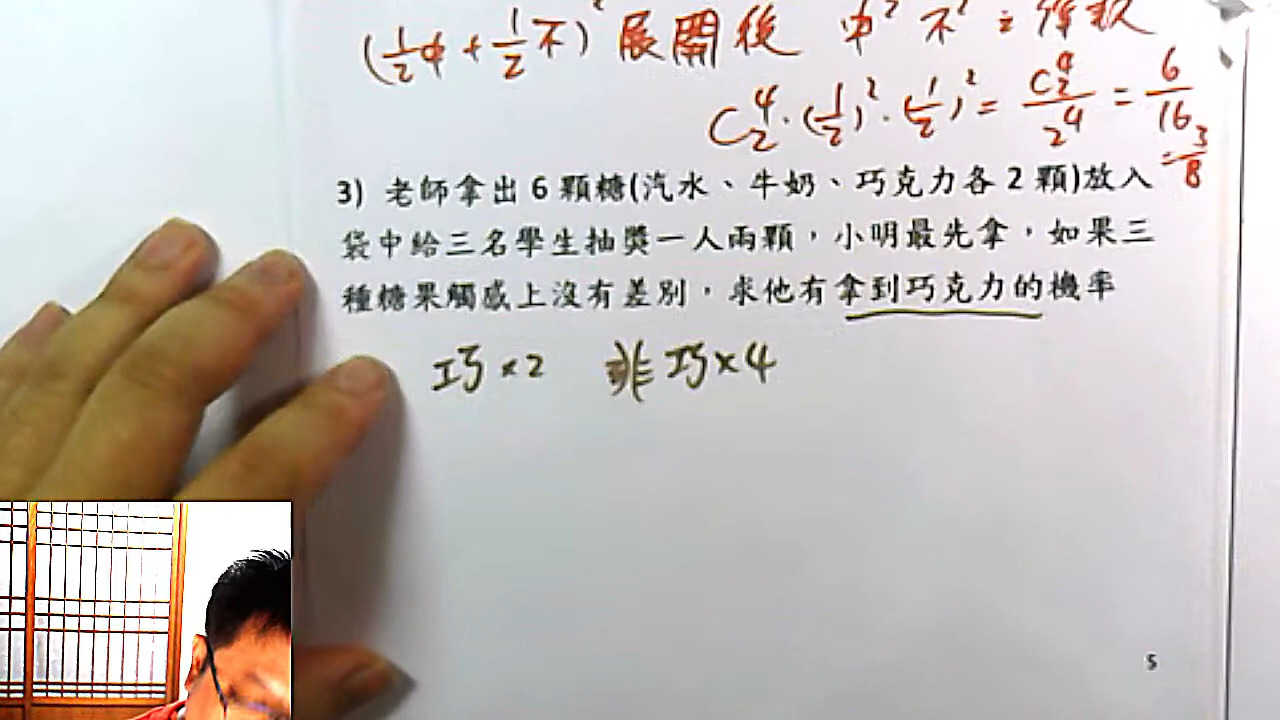 (1/2中 + 1/2不)² 展開後 中² 不² 之係數
C⁴₂ · (1/2)² · (1/2)² = C⁴₂/2⁴ = 6/16
= 3/8
3) 老師拿出 6 顆糖(汽水、牛奶、巧克力各 2 顆)放入
袋中給三名學生抽獎一人兩顆，小明最先拿，如果三
種糖果觸感上沒有差別，求他有拿到巧克力的機率
巧×2 非巧×4
5